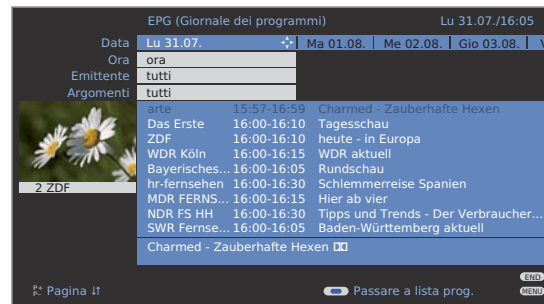 EPG (Giornale dei programmi) Lu 31.07./16:05
Data Lu 31.07. Ma 01.08. Me 02.08. Gio 03.08. V
Ora ora
Emittente tutti
Argomenti tutti
arte 15:57-16:59 Charmed - Zauberhafte Hexen
Das Erste 16:00-16:10 Tagesschau
ZDF 16:00-16:10 heute - in Europa
WDR Köln 16:00-16:15 WDR aktuell
Bayerisches... 16:00-16:05 Rundschau
hr-fernsehen 16:00-16:30 Schlemmerreise Spanien
MDR FERNS... 16:00-16:15 Hier ab vier
NDR FS HH 16:00-16:30 Tipps und Trends - Der Verbraucher...
SWR Fernse... 16:00-16:05 Baden-Württemberg aktuell
2 ZDF
Charmed - Zauberhafte Hexen
END
P+ P- Pagina Passare a lista prog. MENU